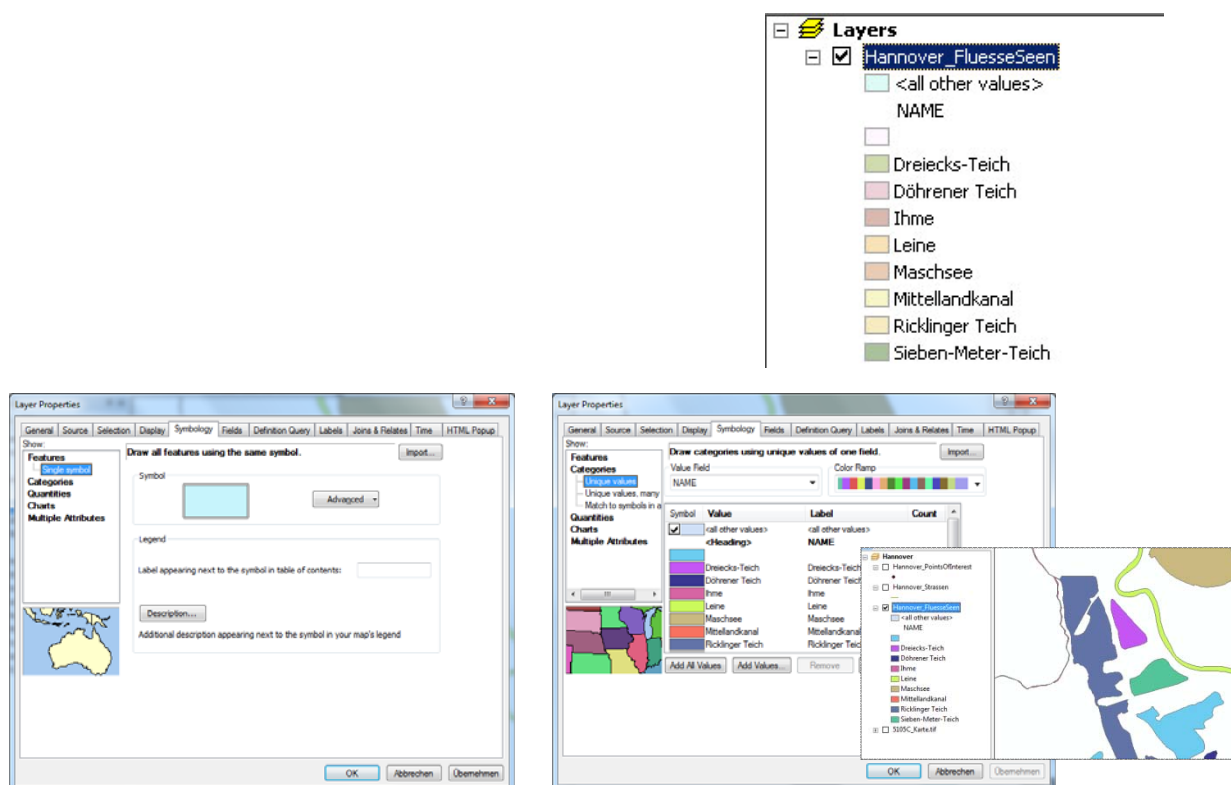 Layers
Hannover_FluesseSeen
<all other values>
NAME
Dreiecks-Teich
Döhrener Teich
Ihme
Leine
Maschsee
Mittellandkanal
Ricklinger Teich
Sieben-Meter-Teich
Layer Properties
General Source Selection Display Symbology Fields Definition Query Labels Joins & Relates Time HTML Popup
Show:
Features
Single symbol
Categories
Quantities
Charts
Multiple Attributes
Draw all features using the same symbol.
Import...
Symbol
Advanced
Legend
Label appearing next to the symbol in table of contents:
Description...
Additional description appearing next to the symbol in your map's legend
OK Abbrechen Übernehmen
Layer Properties
General Source Selection Display Symbology Fields Definition Query Labels Joins & Relates Time HTML Popup
Show:
Features
Categories
Unique values
Unique values, many
Match to symbols in a
Quantities
Charts
Multiple Attributes
Draw categories using unique values of one field.
Import...
Value Field
NAME
Color Ramp
Symbol Value Label Count
<all other values> <all other values>
<Heading> NAME
Dreiecks-Teich Dreiecks-Teich
Döhrener Teich Döhrener Teich
Ihme Ihme
Leine Leine
Maschsee Maschsee
Mittellandkanal Mittellandkanal
Ricklinger Teich Ricklinger Teic
Add All Values Add Values... Remove
OK Abbrechen Übernehmen
Hannover
Hannover_PointsOfInterest
Hannover_Strassen
Hannover_FluesseSeen
<all other values>
NAME
Dreiecks-Teich
Döhrener Teich
Ihme
Leine
Maschsee
Mittellandkanal
Ricklinger Teich
Sieben-Meter-Teich
S105C_Karte.tif